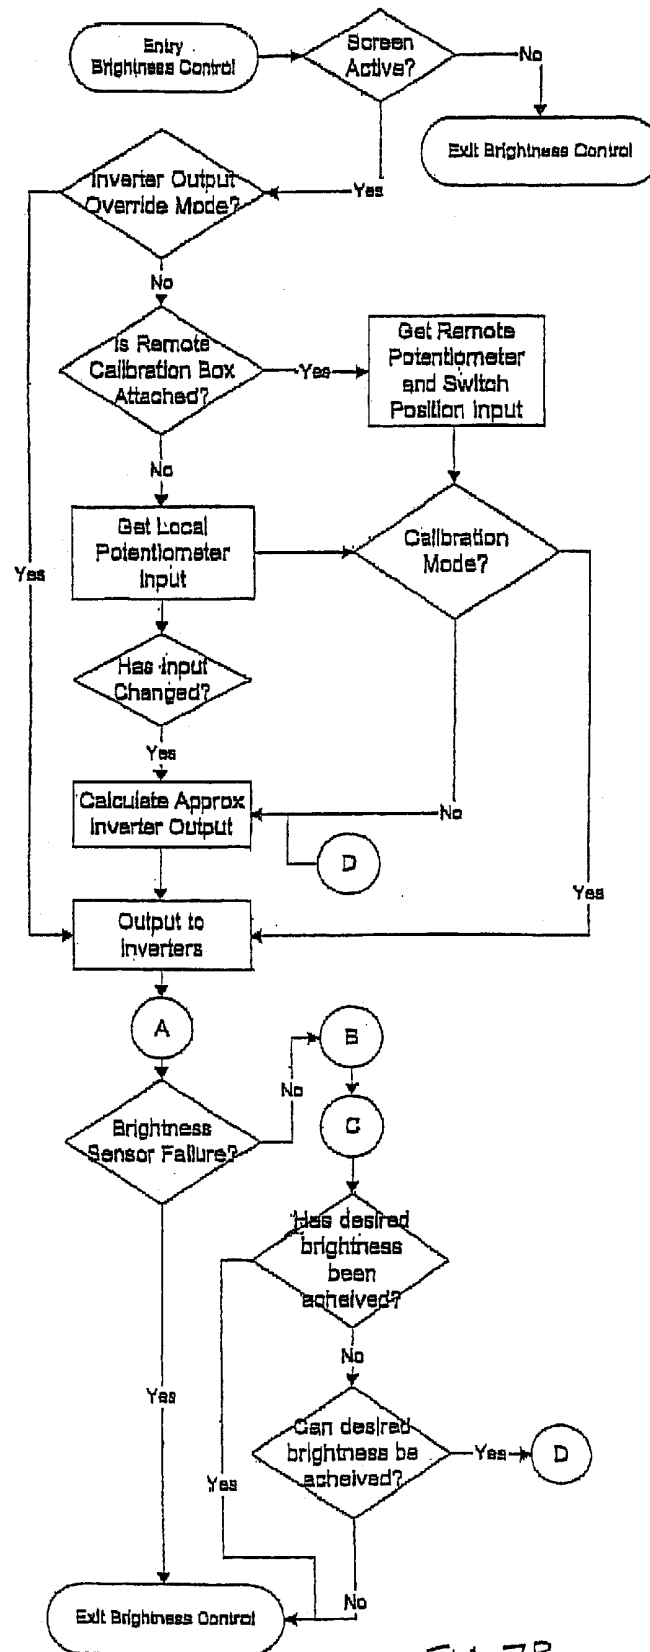 Entry
Brightness Control
Screen
Active?
No
Exit Brightness Control
Yes
Inverter Output
Override Mode?
No
Is Remote
Calibration Box
Attached?
Yes
Get Remote
Potentiometer
and Switch
Position Input
No
Get Local
Potentiometer
Input
Calibration
Mode?
Yes
Has Input
Changed?
Yes
Calculate Approx
Inverter Output
No
D
Yes
Output to
Inverters
A
B
No
C
Brightness
Sensor Failure?
Has desired
brightness
been
acheived?
No
Yes
Can desired
brightness be
acheived?
Yes
D
Yes
No
Exit Brightness Control